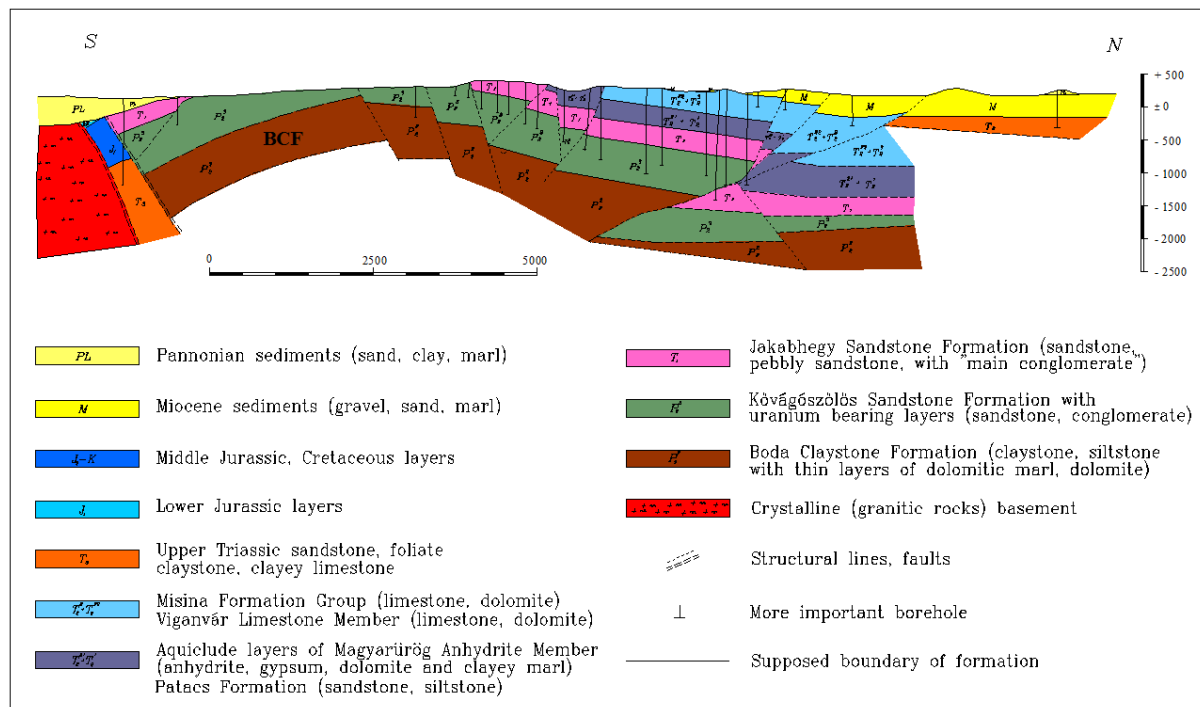 S
N
+ 500
± 0
- 500
- 1000
- 1500
- 2000
- 2500
PL
BCF
M
M
M
0
2500
5000
PL
Pannonian sediments (sand, clay, marl)
M
Miocene sediments (gravel, sand, marl)
Middle Jurassic, Cretaceous layers
Lower Jurassic layers
Upper Triassic sandstone, foliate
claystone, clayey limestone
Misina Formation Group (limestone, dolomite)
Viganvár Limestone Member (limestone, dolomite)
Aquiclude layers of Magyarürög Anhydrite Member
(anhydrite, gypsum, dolomite and clayey marl)
Patacs Formation (sandstone, siltstone)
Jakabhegy Sandstone Formation (sandstone,
pebbly sandstone, with "main conglomerate")
Kővágószőlős Sandstone Formation with
uranium bearing layers (sandstone, conglomerate)
Boda Claystone Formation (claystone, siltstone
with thin layers of dolomitic marl, dolomite)
Crystalline (granitic rocks) basement
Structural lines, faults
More important borehole
Supposed boundary of formation